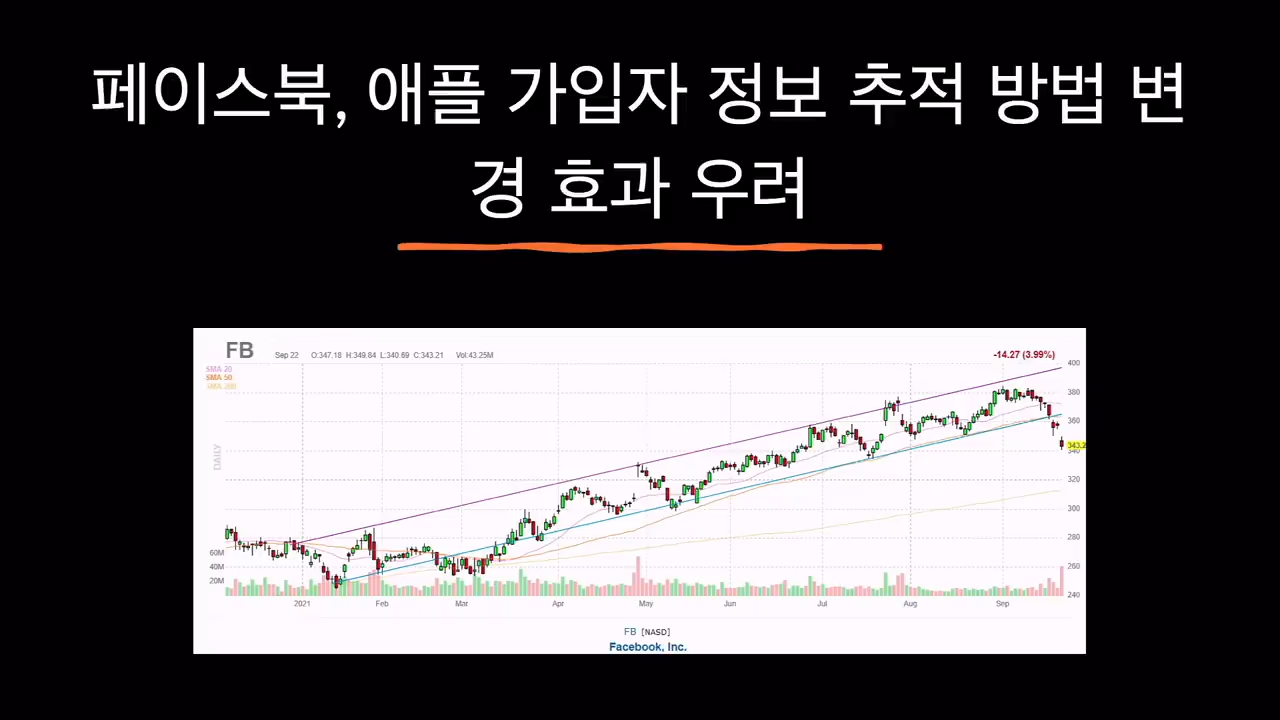 페이스북, 애플 가입자 정보 추적 방법 변
경 효과 우려
FB Sep 22 O:347.18 H:349.84 L:340.69 C:343.21 Vol:43.25M -14.27 (3.99%)
SMA 20
SMA 50
SMA 200
DAILY
400
380
360
343.2
340
320
300
280
260
240
60M
40M
20M
2021 Feb Mar Apr May Jun Jul Aug Sep
FB [NASD]
Facebook, Inc.